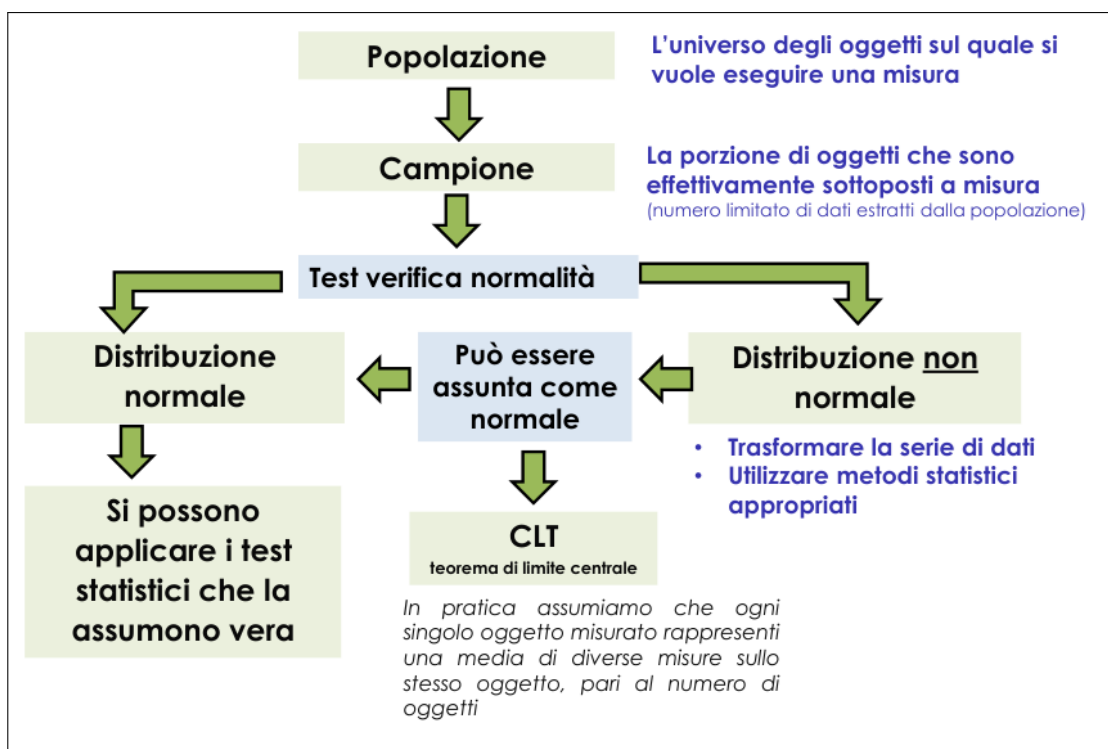 Popolazione
L'universo degli oggetti sul quale si
vuole eseguire una misura
Campione
La porzione di oggetti che sono
effettivamente sottoposti a misura
(numero limitato di dati estratti dalla popolazione)
Test verifica normalità
Distribuzione
normale
Può essere
assunta come
normale
Distribuzione non
normale
• Trasformare la serie di dati
• Utilizzare metodi statistici
appropriati
Si possono
applicare i test
statistici che la
assumono vera
CLT
teorema di limite centrale
In pratica assumiamo che ogni
singolo oggetto misurato rappresenti
una media di diverse misure sullo
stesso oggetto, pari al numero di
oggetti